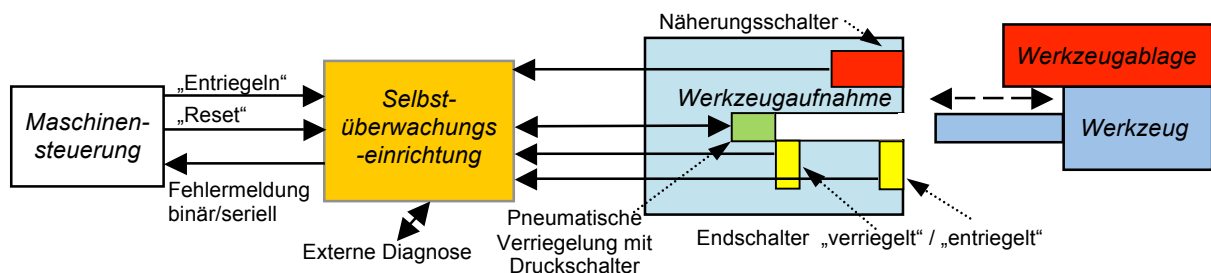 Näherungsschalter
„Entriegeln“
„Reset“
Maschinen-
steuerung
Fehlermeldung
binär/seriell
Selbst-
überwachungs
-einrichtung
Externe Diagnose
Werkzeugaufnahme
Pneumatische
Verriegelung mit
Druckschalter
Endschalter „verriegelt“ / „entriegelt“
Werkzeugablage
Werkzeug